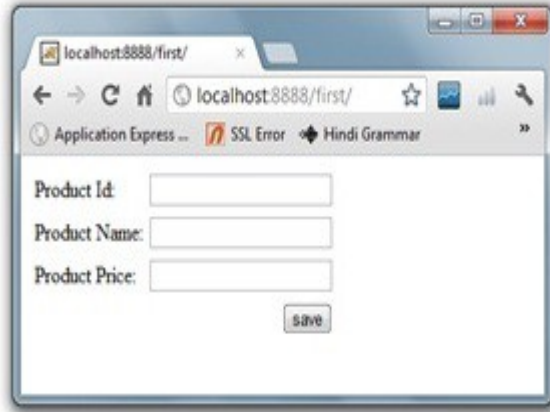 localhost:8888/first/
localhost:8888/first/
Application Express ... SSL Error Hindi Grammar »
Product Id:
Product Name:
Product Price:
save